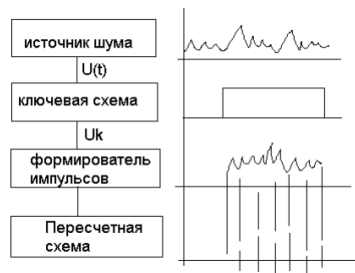 источник шума
U(t)
ключевая схема
Uk
формирователь
импульсов
Пересчетная
схема